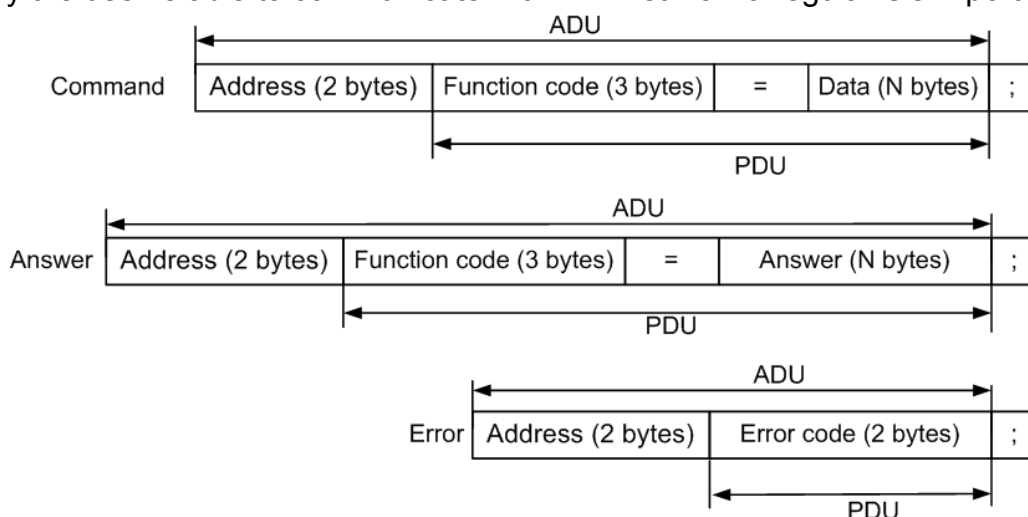 ADU
Command Address (2 bytes) Function code (3 bytes) = Data (N bytes) ;
PDU
ADU
Answer Address (2 bytes) Function code (3 bytes) = Answer (N bytes) ;
PDU
ADU
Error Address (2 bytes) Error code (2 bytes) ;
PDU